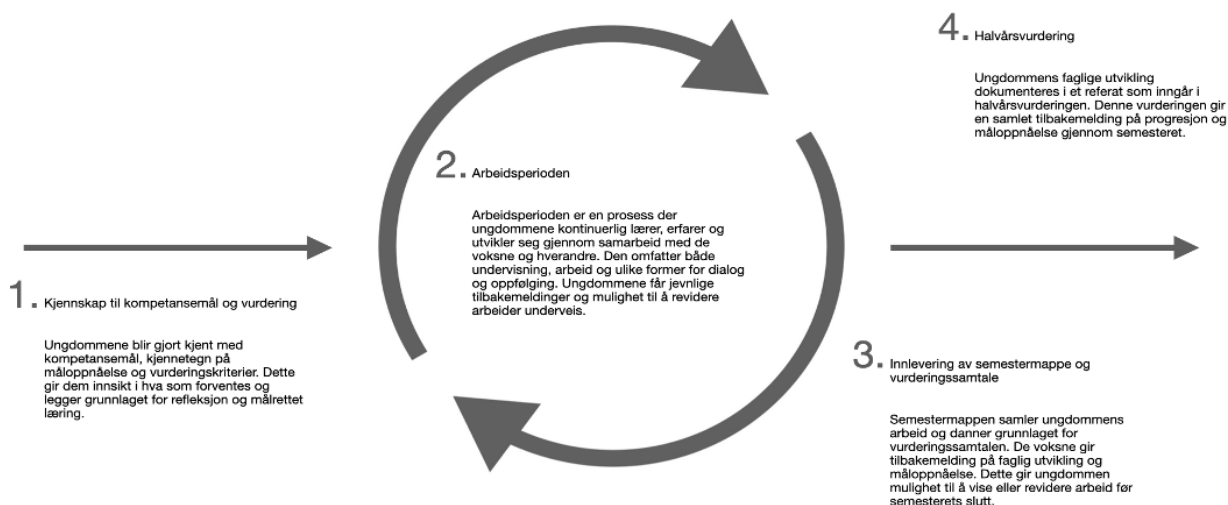 1. Kjennskap til kompetansemål og vurdering
Ungdommene blir gjort kjent med
kompetansemål, kjennetegn på
måloppnåelse og vurderingskriterier. Dette
gir dem innsikt i hva som forventes og
legger grunnlaget for refleksjon og målrettet
læring.
2. Arbeidsperioden
Arbeidsperioden er en prosess der
ungdommene kontinuerlig lærer, erfarer og
utvikler seg gjennom samarbeid med de
voksne og hverandre. Den omfatter både
undervisning, arbeid og ulike former for dialog
og oppfølging. Ungdommene får jevnlige
tilbakemeldinger og mulighet til å revidere
arbeider underveis.
3. Innlevering av semestermappe og
vurderingssamtale
Semestermappen samler ungdommens
arbeid og danner grunnlaget for
vurderingssamtalen. De voksne gir
tilbakemelding på faglig utvikling og
måloppnåelse. Dette gir ungdommen
mulighet til å vise eller revidere arbeid før
semesterets slutt.
4. Halvårsvurdering
Ungdommens faglige utvikling
dokumenteres i et referat som inngår i
halvårsvurderingen. Denne vurderingen gir
en samlet tilbakemelding på progresjon og
måloppnåelse gjennom semesteret.